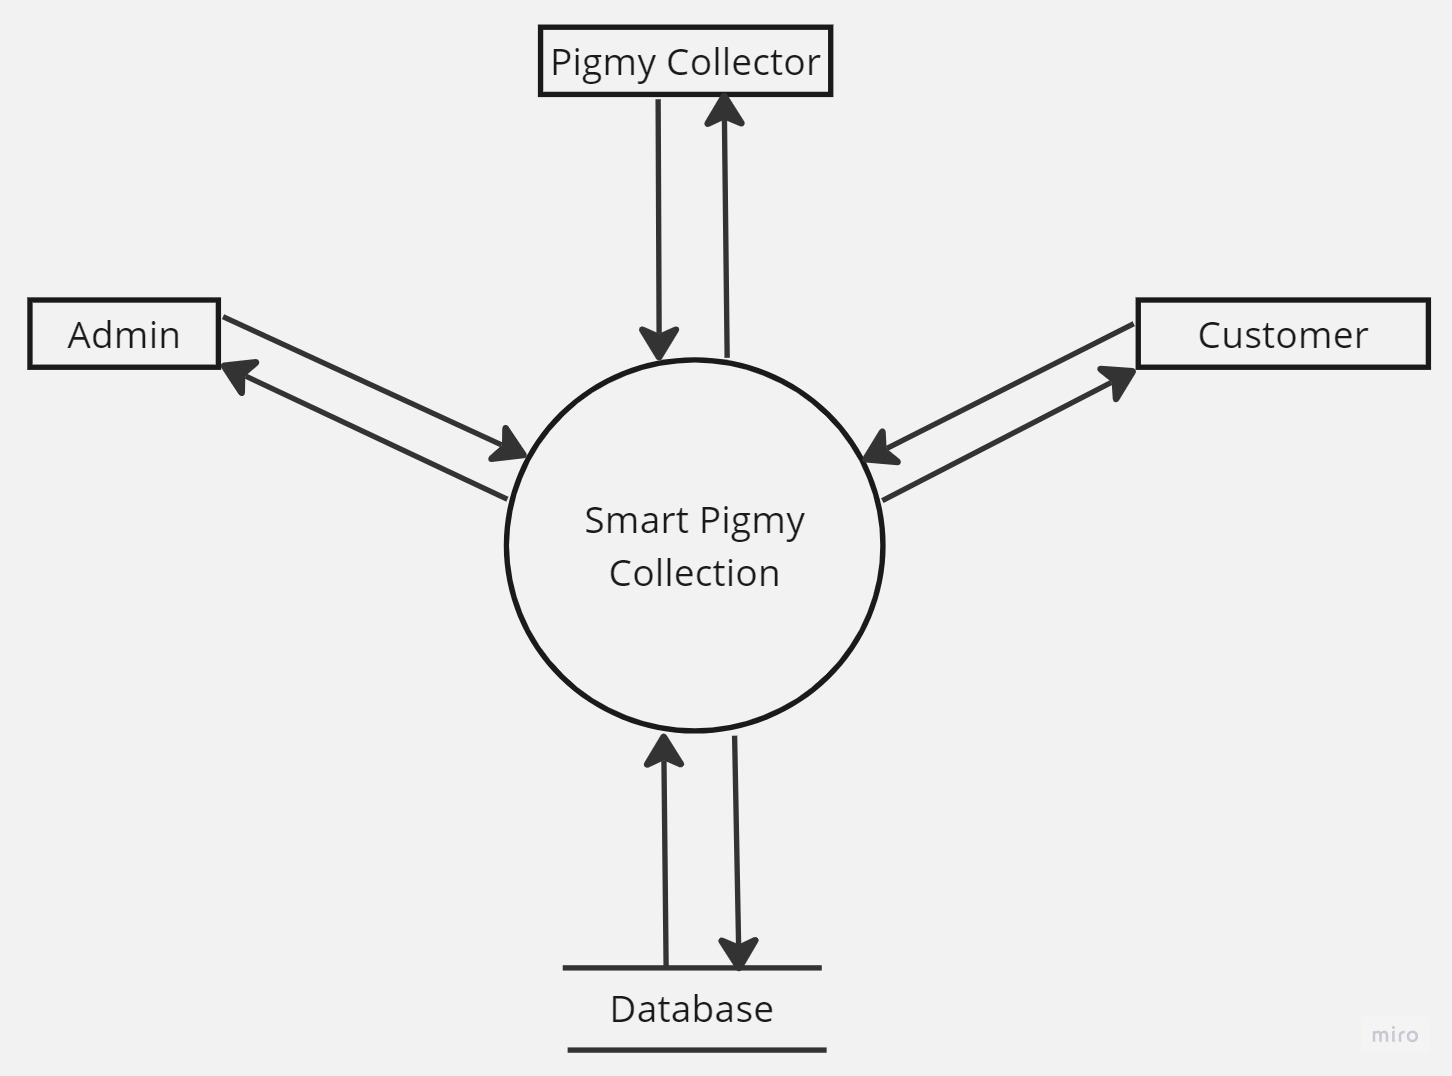 Pigmy Collector
Admin
Customer
Smart Pigmy
Collection
Database
miro